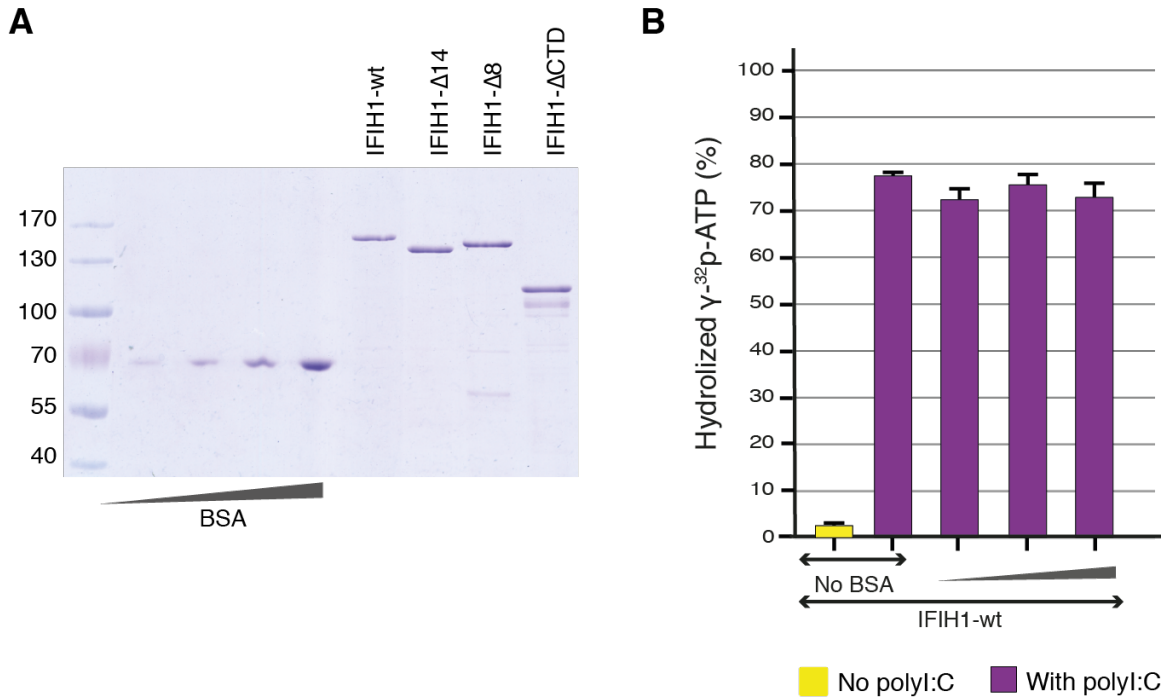 A
IFIH1-wt
IFIH1-Δ14
IFIH1-Δ8
IFIH1-ΔCTD
170
130
100
70
55
40
BSA
B
Hydrolized γ-³²p-ATP (%)
100
90
80
70
60
50
40
30
20
10
0
No BSA
IFIH1-wt
No polyI:C
With polyI:C